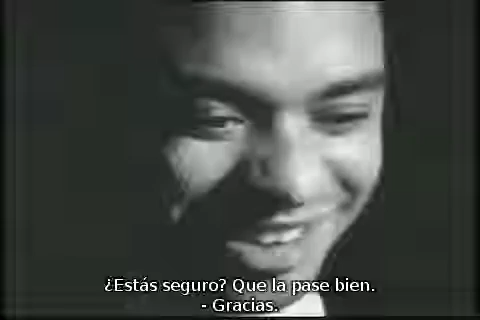 ¿Estás seguro? Que la pase bien.
- Gracias.